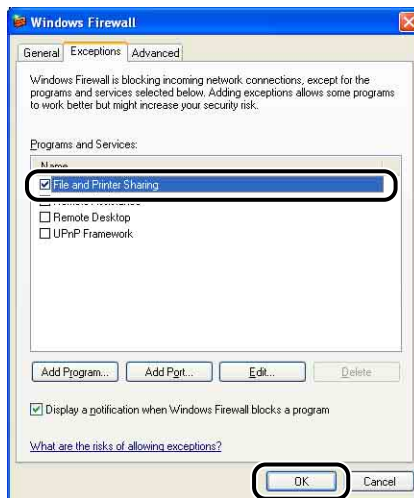 Windows Firewall
General Exceptions Advanced
Windows Firewall is blocking incoming network connections, except for the
programs and services selected below. Adding exceptions allows some programs
to work better but might increase your security risk.
Programs and Services:
Name
File and Printer Sharing
Remote Assistance
Remote Desktop
UPnP Framework
Add Program... Add Port... Edit... Delete
Display a notification when Windows Firewall blocks a program
What are the risks of allowing exceptions?
OK Cancel